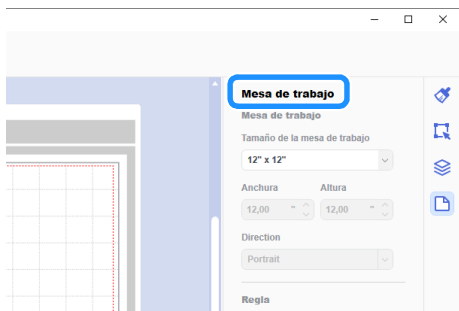 Mesa de trabajo
Mesa de trabajo
Tamaño de la mesa de trabajo
12" x 12"
Anchura Altura
12,00 " 12,00 "
Direction
Portrait
Regla